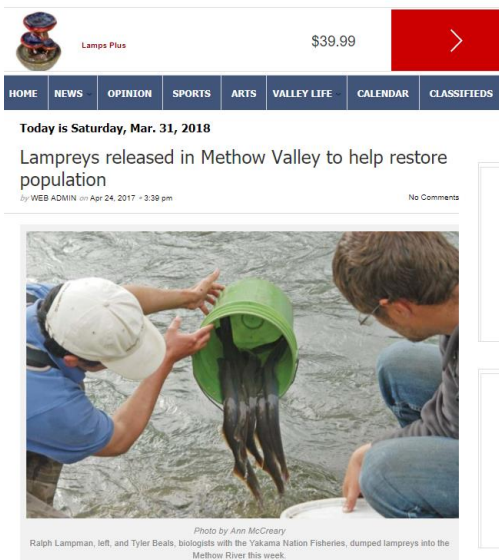 Lamps Plus
$39.99
HOME NEWS OPINION SPORTS ARTS VALLEY LIFE CALENDAR CLASSIFIEDS
Today is Saturday, Mar. 31, 2018
Lampreys released in Methow Valley to help restore
population
by WEB ADMIN on Apr 24, 2017 • 3:39 pm
No Comments
Photo by Ann McCreary
Ralph Lampman, left, and Tyler Beals, biologists with the Yakama Nation Fisheries, dumped lampreys into the
Methow River this week.